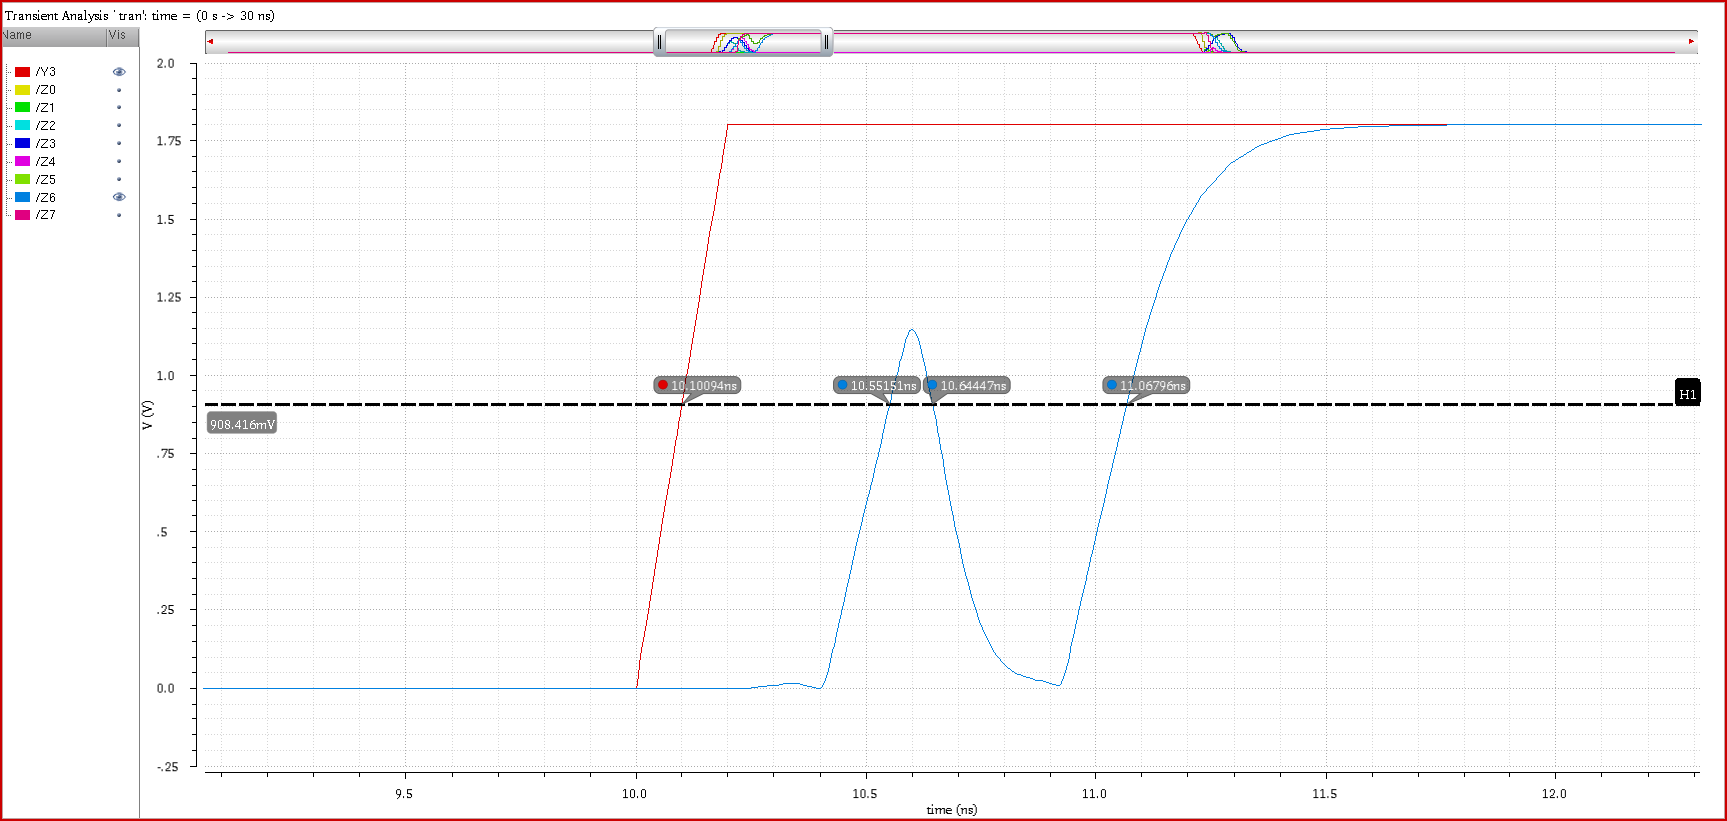 Transient Analysis `tran': time = (0 s -> 30 ns)
Name Vis
/Y3
/Z0
/Z1
/Z2
/Z3
/Z4
/Z5
/Z6
/Z7
2.0
1.75
1.5
1.25
1.0
.75
.5
.25
0.0
-.25
V (V)
10.10094ns
10.55151ns
10.64447ns
11.06796ns
H1
908.416mV
9.5
10.0
10.5
11.0
11.5
12.0
time (ns)